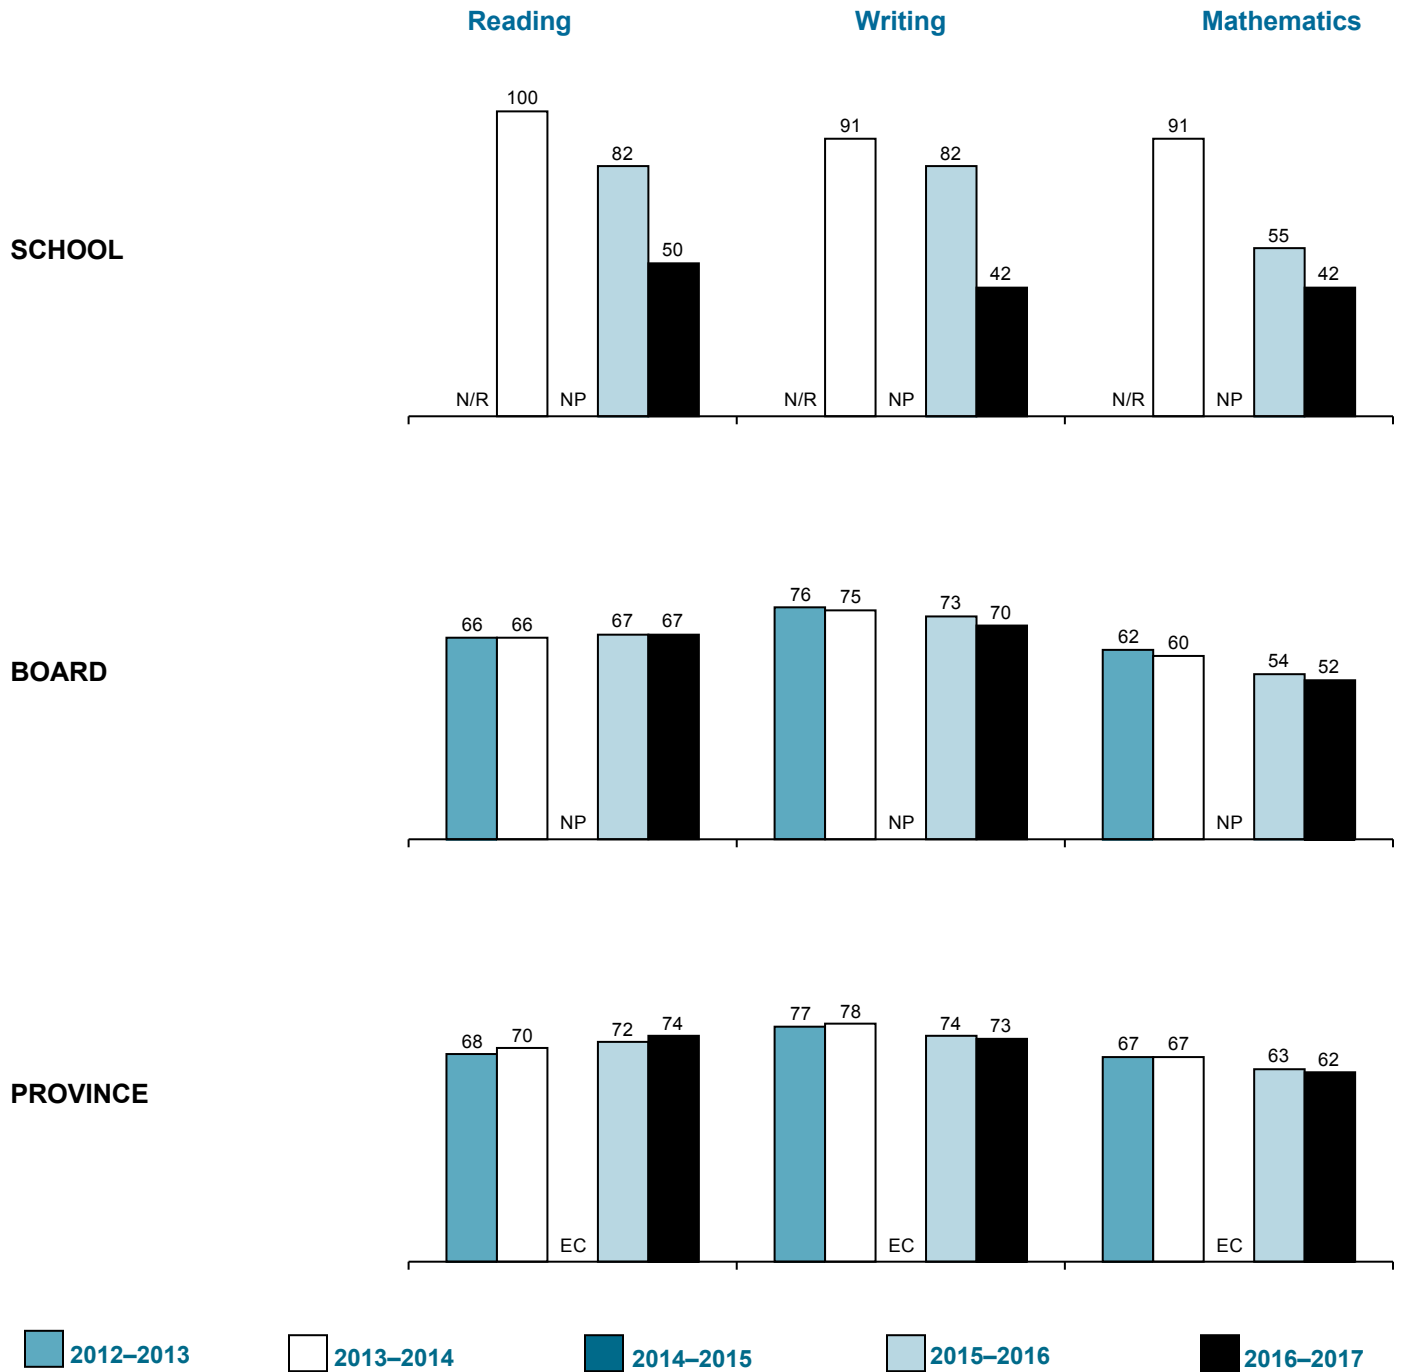 Reading Writing Mathematics
SCHOOL
N/R 100 NP 82 50
N/R 91 NP 82 42
N/R 91 NP 55 42
BOARD
66 66 NP 67 67
76 75 NP 73 70
62 60 NP 54 52
PROVINCE
68 70 EC 72 74
77 78 EC 74 73
67 67 EC 63 62
2012–2013 2013–2014 2014–2015 2015–2016 2016–2017